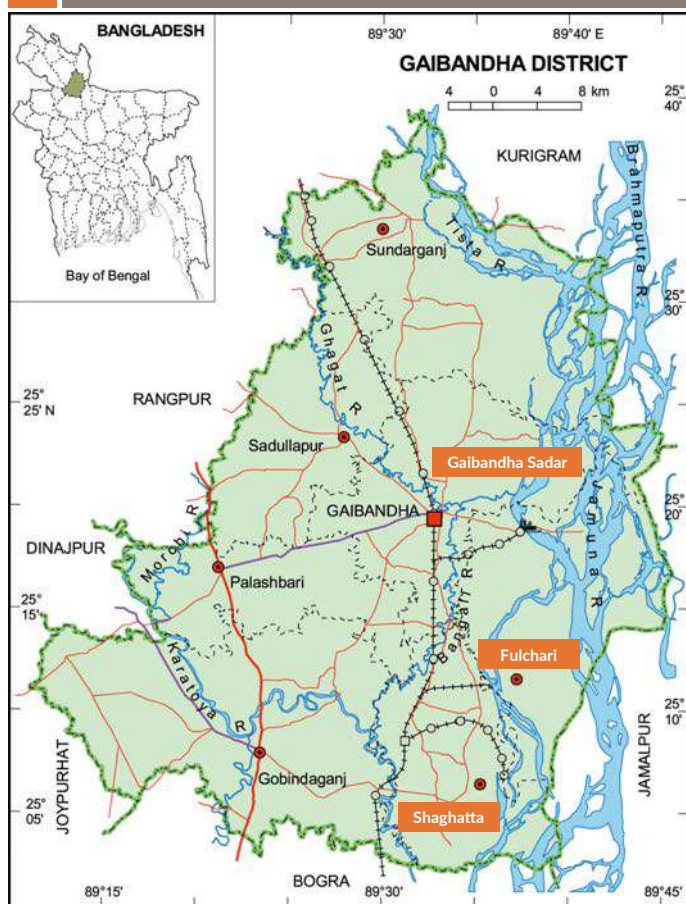 BANGLADESH
Bay of Bengal
89°30'
89°40' E
GAIBANDHA DISTRICT
4 0 4 8 km
25°
40'
KURIGRAM
Brahmaputra R
Tista R
Sundarganj
25°
30'
Ghagat R
25°
25' N
RANGPUR
Sadullapur
Gaibandha Sadar
GAIBANDHA
25°
20'
Jamuna R
Morobi R
DINAJPUR
Palashbari
Bangali R
25°
15'
Fulchari
Karatoya R
25°
10'
JOYPURHAT
Gobindaganj
JAMALPUR
25°
05'
Shaghatta
BOGRA
89°15'
89°30'
89°45'